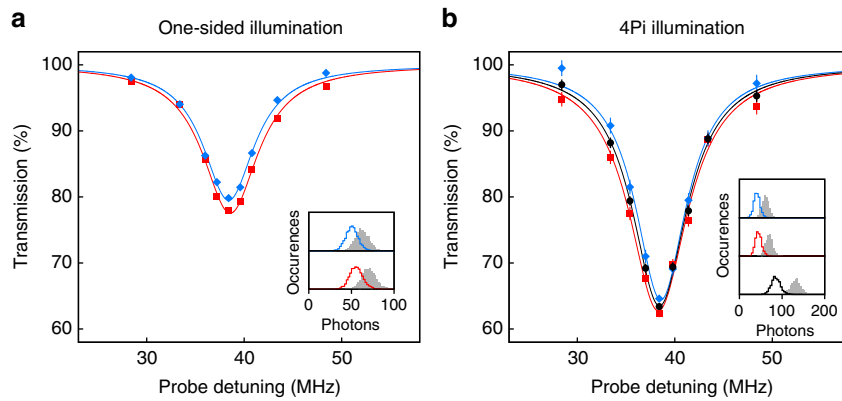 a
One-sided illumination
100
90
80
70
60
Transmission (%)
30
40
50
Probe detuning (MHz)
Occurences
0
50
100
Photons
b
4Pi illumination
100
90
80
70
60
Transmission (%)
30
40
50
Probe detuning (MHz)
Occurences
0
100
200
Photons